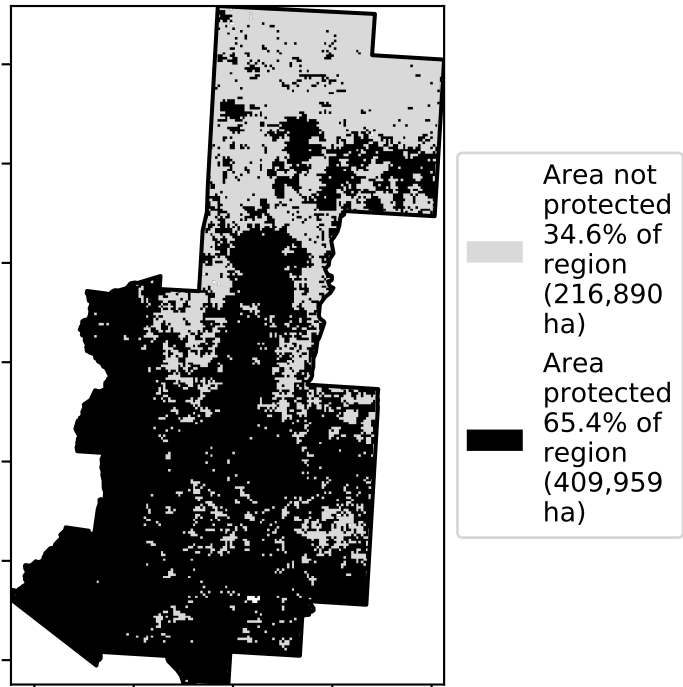 Area not
protected
34.6% of
region
(216,890
ha)
Area
protected
65.4% of
region
(409,959
ha)